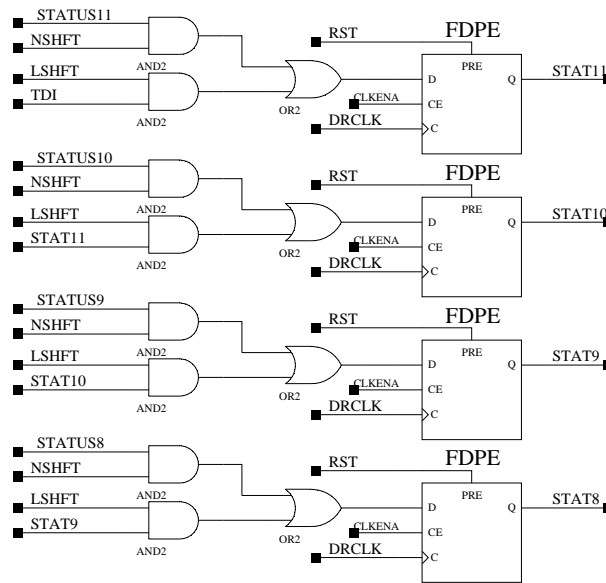 STATUS11
RST
FDPE
NSHFT
AND2
PRE
LSHFT
D
Q
STAT11
TDI
CLKENA
CE
OR2
AND2
DRCLK
C
STATUS10
RST
FDPE
NSHFT
AND2
PRE
LSHFT
D
Q
STAT10
STAT11
CLKENA
CE
OR2
AND2
DRCLK
C
STATUS9
RST
FDPE
NSHFT
AND2
PRE
LSHFT
D
Q
STAT9
STAT10
CLKENA
CE
OR2
AND2
DRCLK
C
STATUS8
RST
FDPE
NSHFT
AND2
PRE
LSHFT
D
Q
STAT8
STAT9
CLKENA
CE
OR2
AND2
DRCLK
C